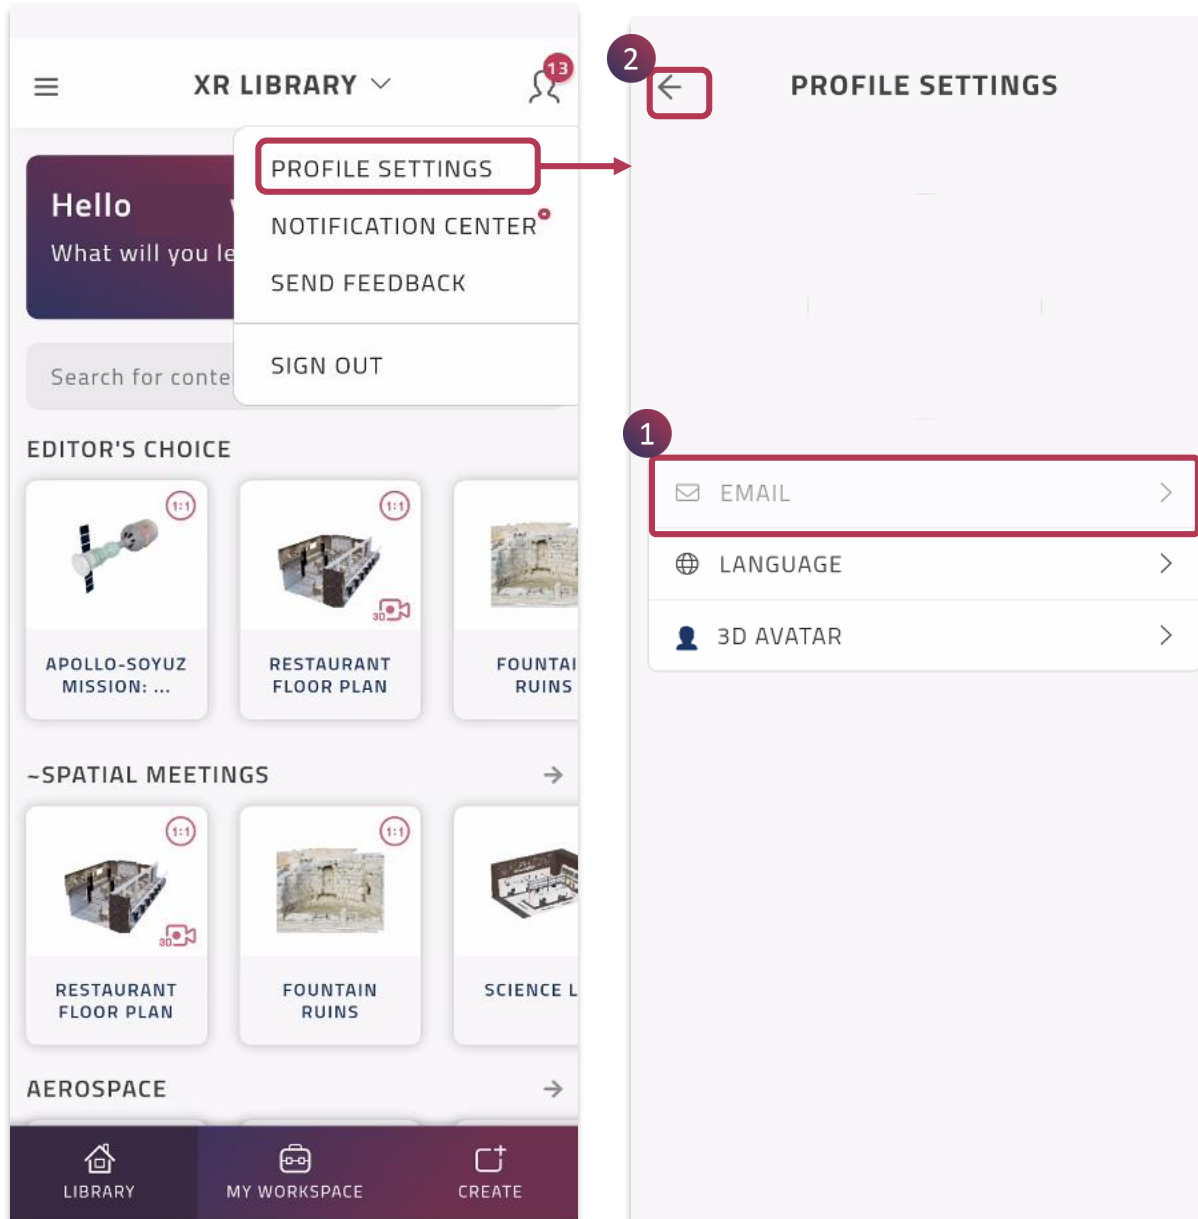 XR LIBRARY
13
PROFILE SETTINGS
NOTIFICATION CENTER
SEND FEEDBACK
SIGN OUT
Hello
What will you le
Search for conte
EDITOR'S CHOICE
1:1
1:1
3D
APOLLO-SOYUZ
MISSION: ...
RESTAURANT
FLOOR PLAN
FOUNTAI
RUINS
~SPATIAL MEETINGS
1:1
1:1
3D
RESTAURANT
FLOOR PLAN
FOUNTAIN
RUINS
SCIENCE L
AEROSPACE
LIBRARY
MY WORKSPACE
CREATE
2
PROFILE SETTINGS
1
EMAIL
LANGUAGE
3D AVATAR